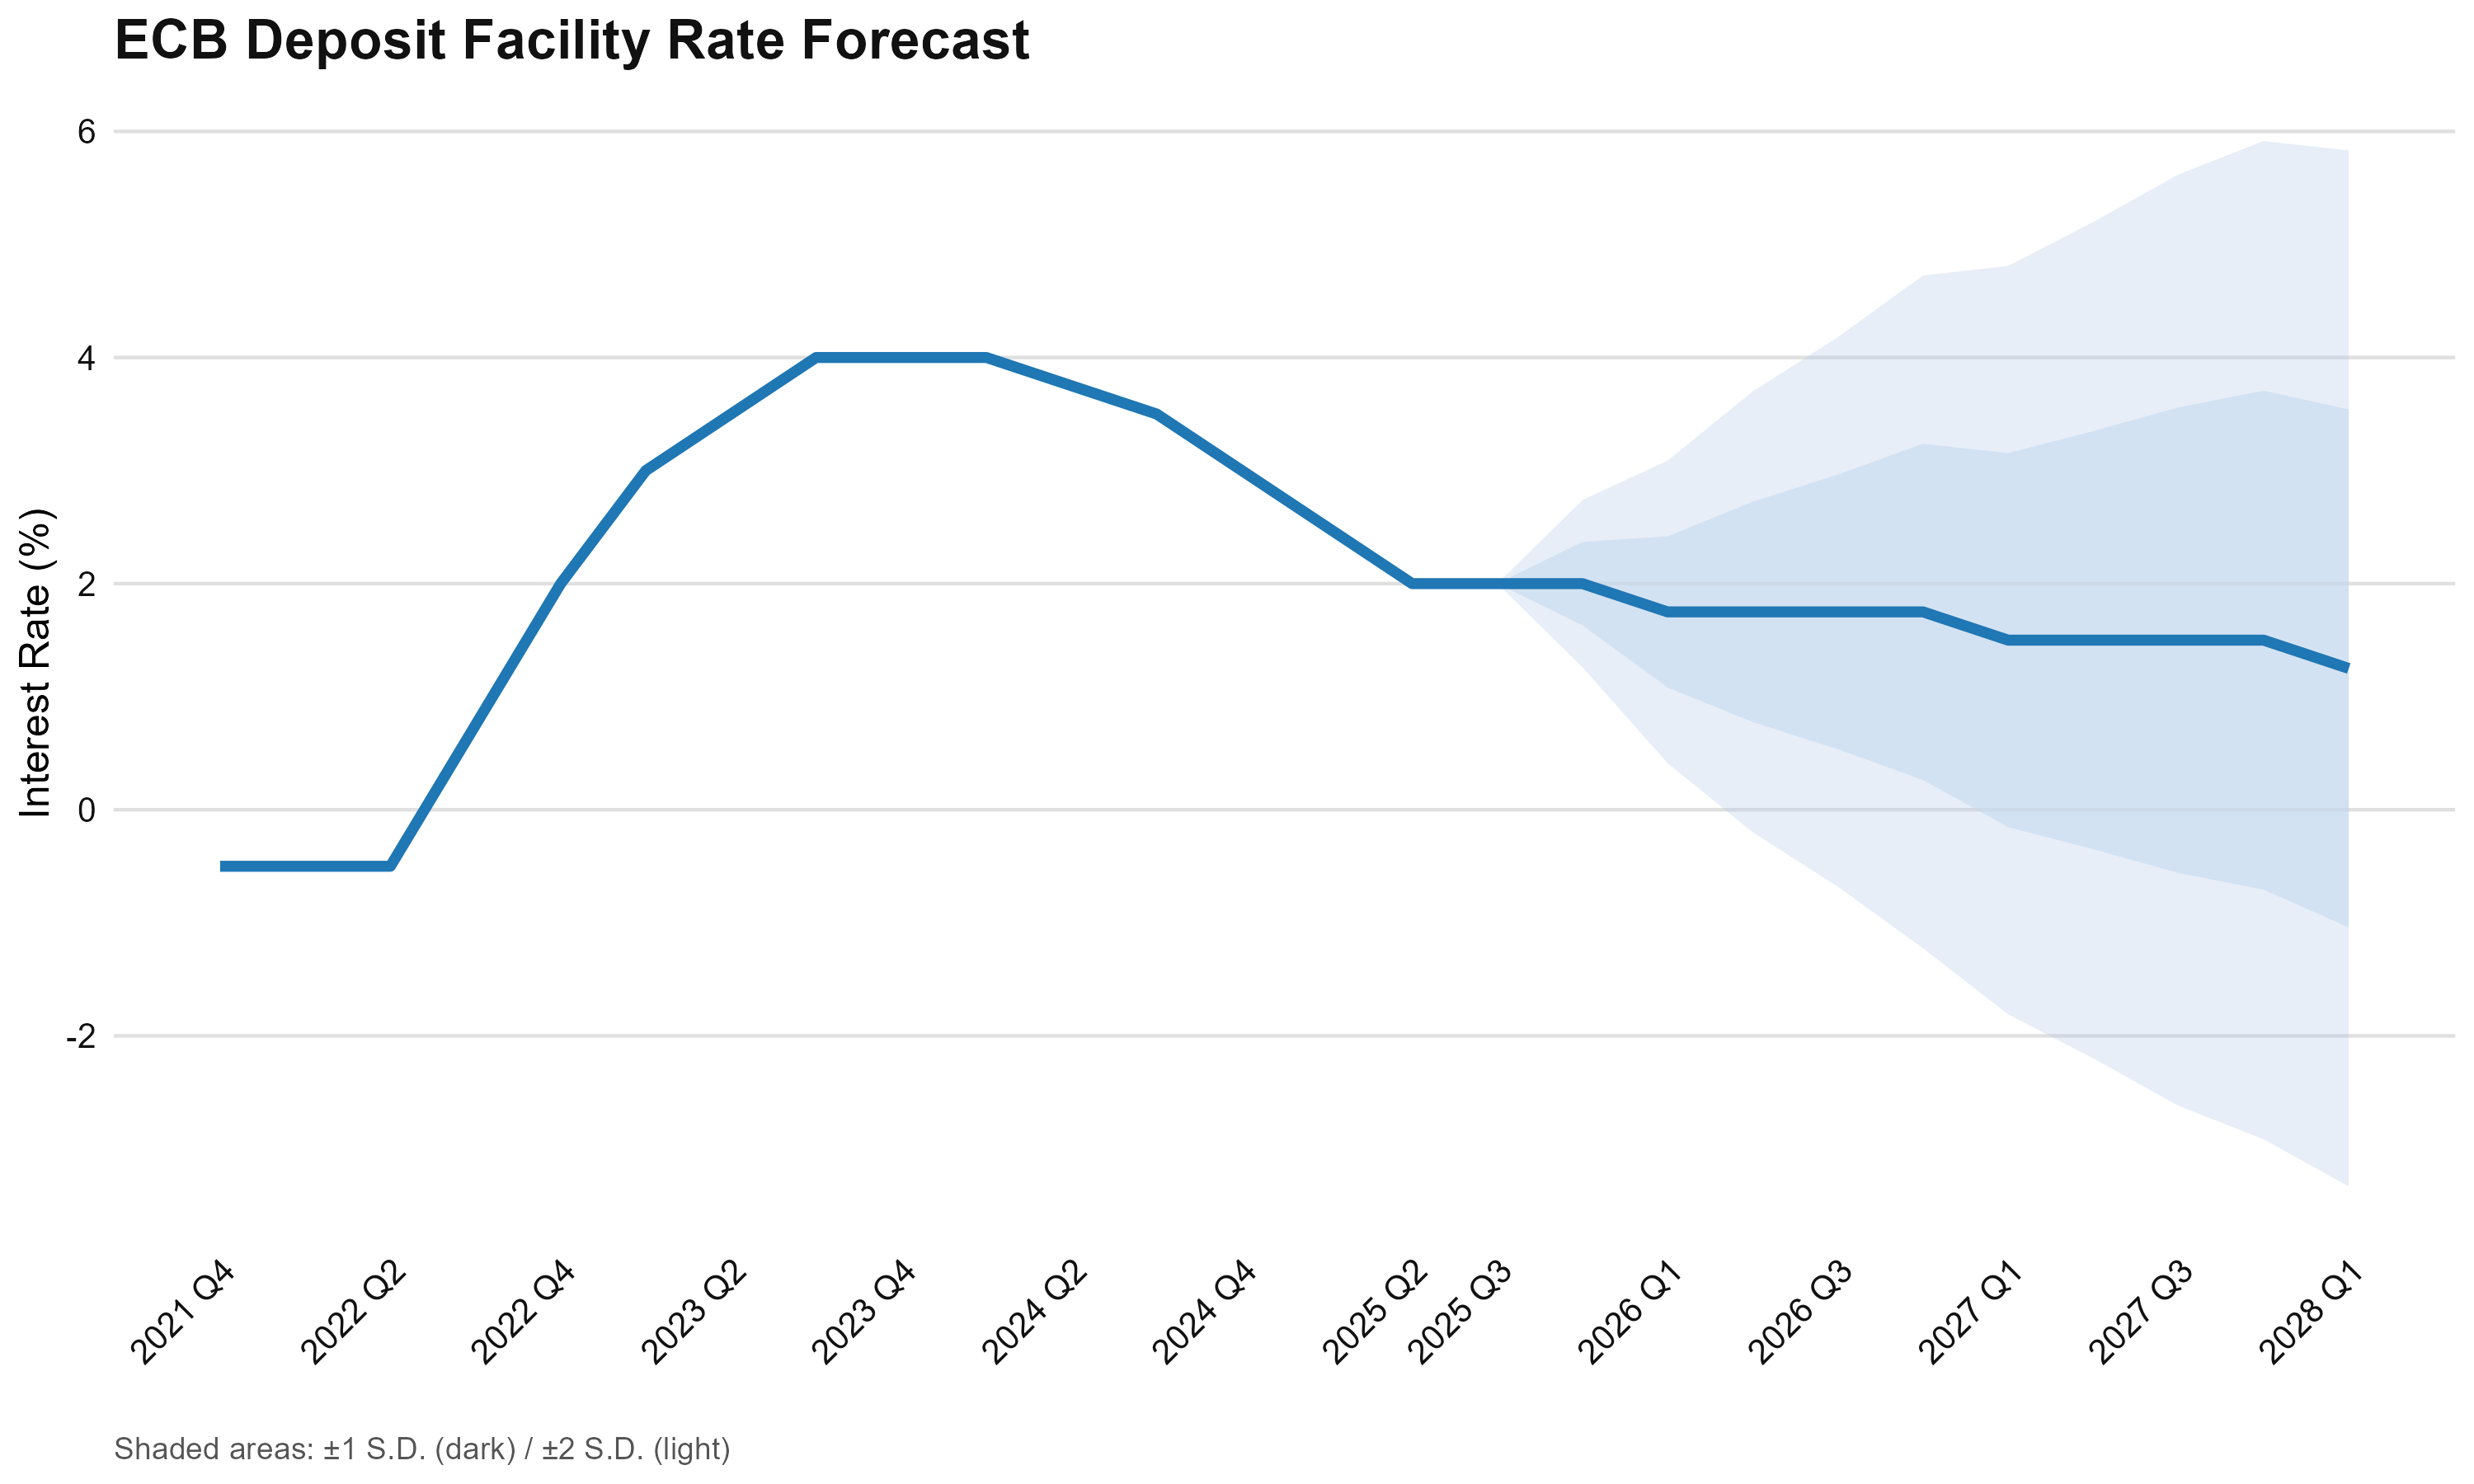 ECB Deposit Facility Rate Forecast
Interest Rate (%)
6
4
2
0
-2
2021 Q4
2022 Q2
2022 Q4
2023 Q2
2023 Q4
2024 Q2
2024 Q4
2025 Q2
2025 Q3
2026 Q1
2026 Q3
2027 Q1
2027 Q3
2028 Q1
Shaded areas: ±1 S.D. (dark) / ±2 S.D. (light)